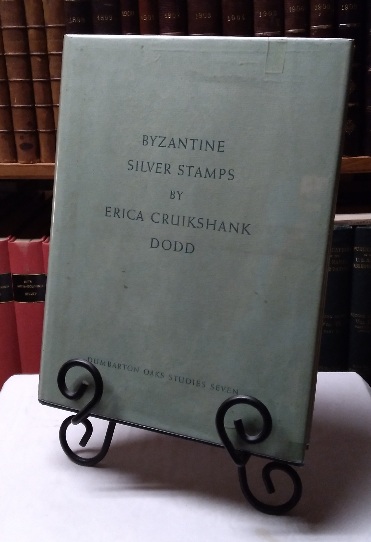 BYZANTINE
SILVER STAMPS
BY
ERICA CRUIKSHANK
DODD
DUMBARTON OAKS STUDIES SEVEN